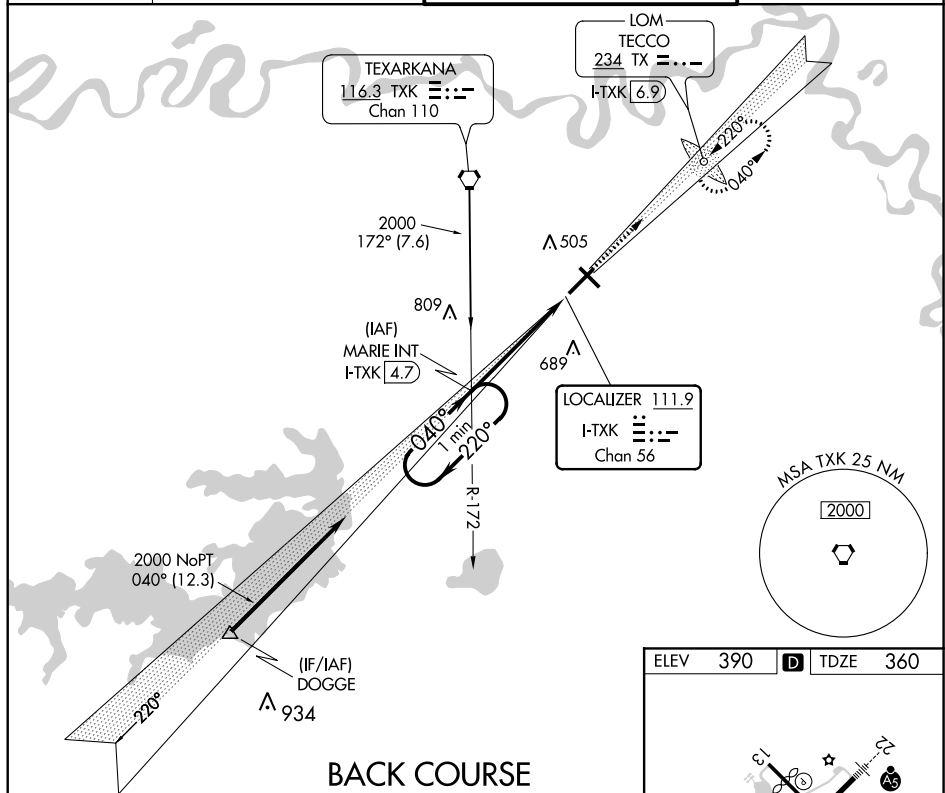 LOM
TECCO
234 TX
I-TXK 6.9
TEXARKANA
116.3 TXK
Chan 110
220°
040°
2000
172° (7.6)
505
809
(IAF)
MARIE INT
I-TXK 4.7
689
LOCALIZER 111.9
I-TXK
Chan 56
040°
1 min
220°
R-172
MSA TXK 25 NM
2000
2000 NoPT
040° (12.3)
(IF/IAF)
DOGGE
934
220°
BACK COURSE
ELEV 390 D TDZE 360
13
22
P
A5